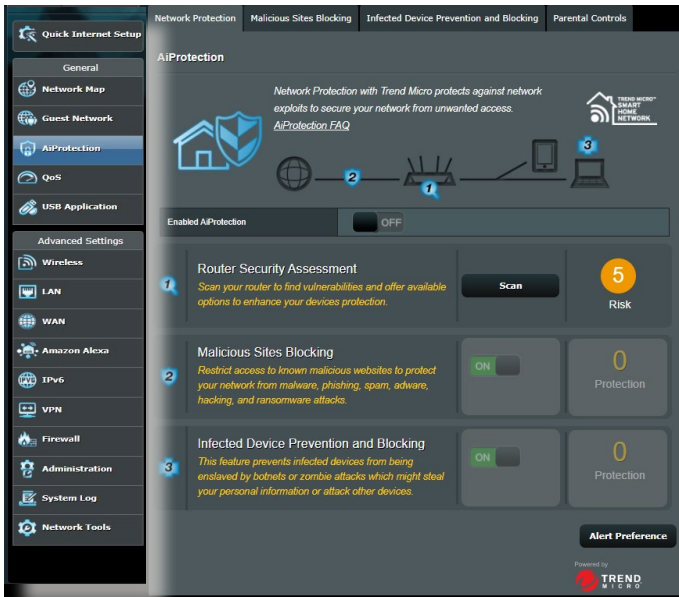 Quick Internet Setup
General
Network Map
Guest Network
AiProtection
QoS
USB Application
Advanced Settings
Wireless
LAN
WAN
Amazon Alexa
IPv6
VPN
Firewall
Administration
System Log
Network Tools
Network Protection
Malicious Sites Blocking
Infected Device Prevention and Blocking
Parental Controls
AiProtection
Network Protection with Trend Micro protects against network
exploits to secure your network from unwanted access.
AiProtection FAQ
TREND MICRO™
SMART
HOME
NETWORK
2
1
3
Enabled AiProtection
OFF
1
Router Security Assessment
Scan your router to find vulnerabilities and offer available
options to enhance your devices protection.
Scan
5
Risk
2
Malicious Sites Blocking
Restrict access to known malicious websites to protect
your network from malware, phishing, spam, adware,
hacking, and ransomware attacks.
ON
0
Protection
3
Infected Device Prevention and Blocking
This feature prevents infected devices from being
enslaved by botnets or zombie attacks which might steal
your personal information or attack other devices.
ON
0
Protection
Alert Preference
Powered by
TREND
MICRO